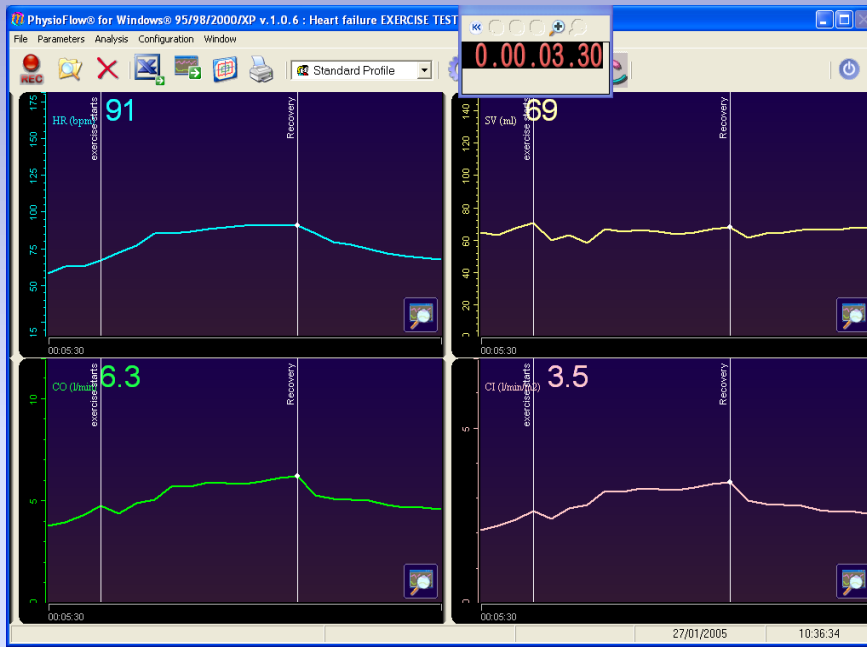 PhysioFlow® for Windows® 95/98/2000/XP v.1.0.6 : Heart failure EXERCISE TEST
File Parameters Analysis Configuration Window
REC
Standard Profile
0.00.03.30
HR (bpm)
91
exercise starts
Recovery
175
150
125
100
75
50
15
00:05:30
SV (ml)
69
exercise starts
Recovery
140
120
100
80
60
40
20
0
00:05:30
CO (l/min)
6.3
exercise starts
Recovery
10
5
0
00:05:30
CI (l/min/m2)
3.5
exercise starts
Recovery
5
0
00:05:30
27/01/2005 10:36:34